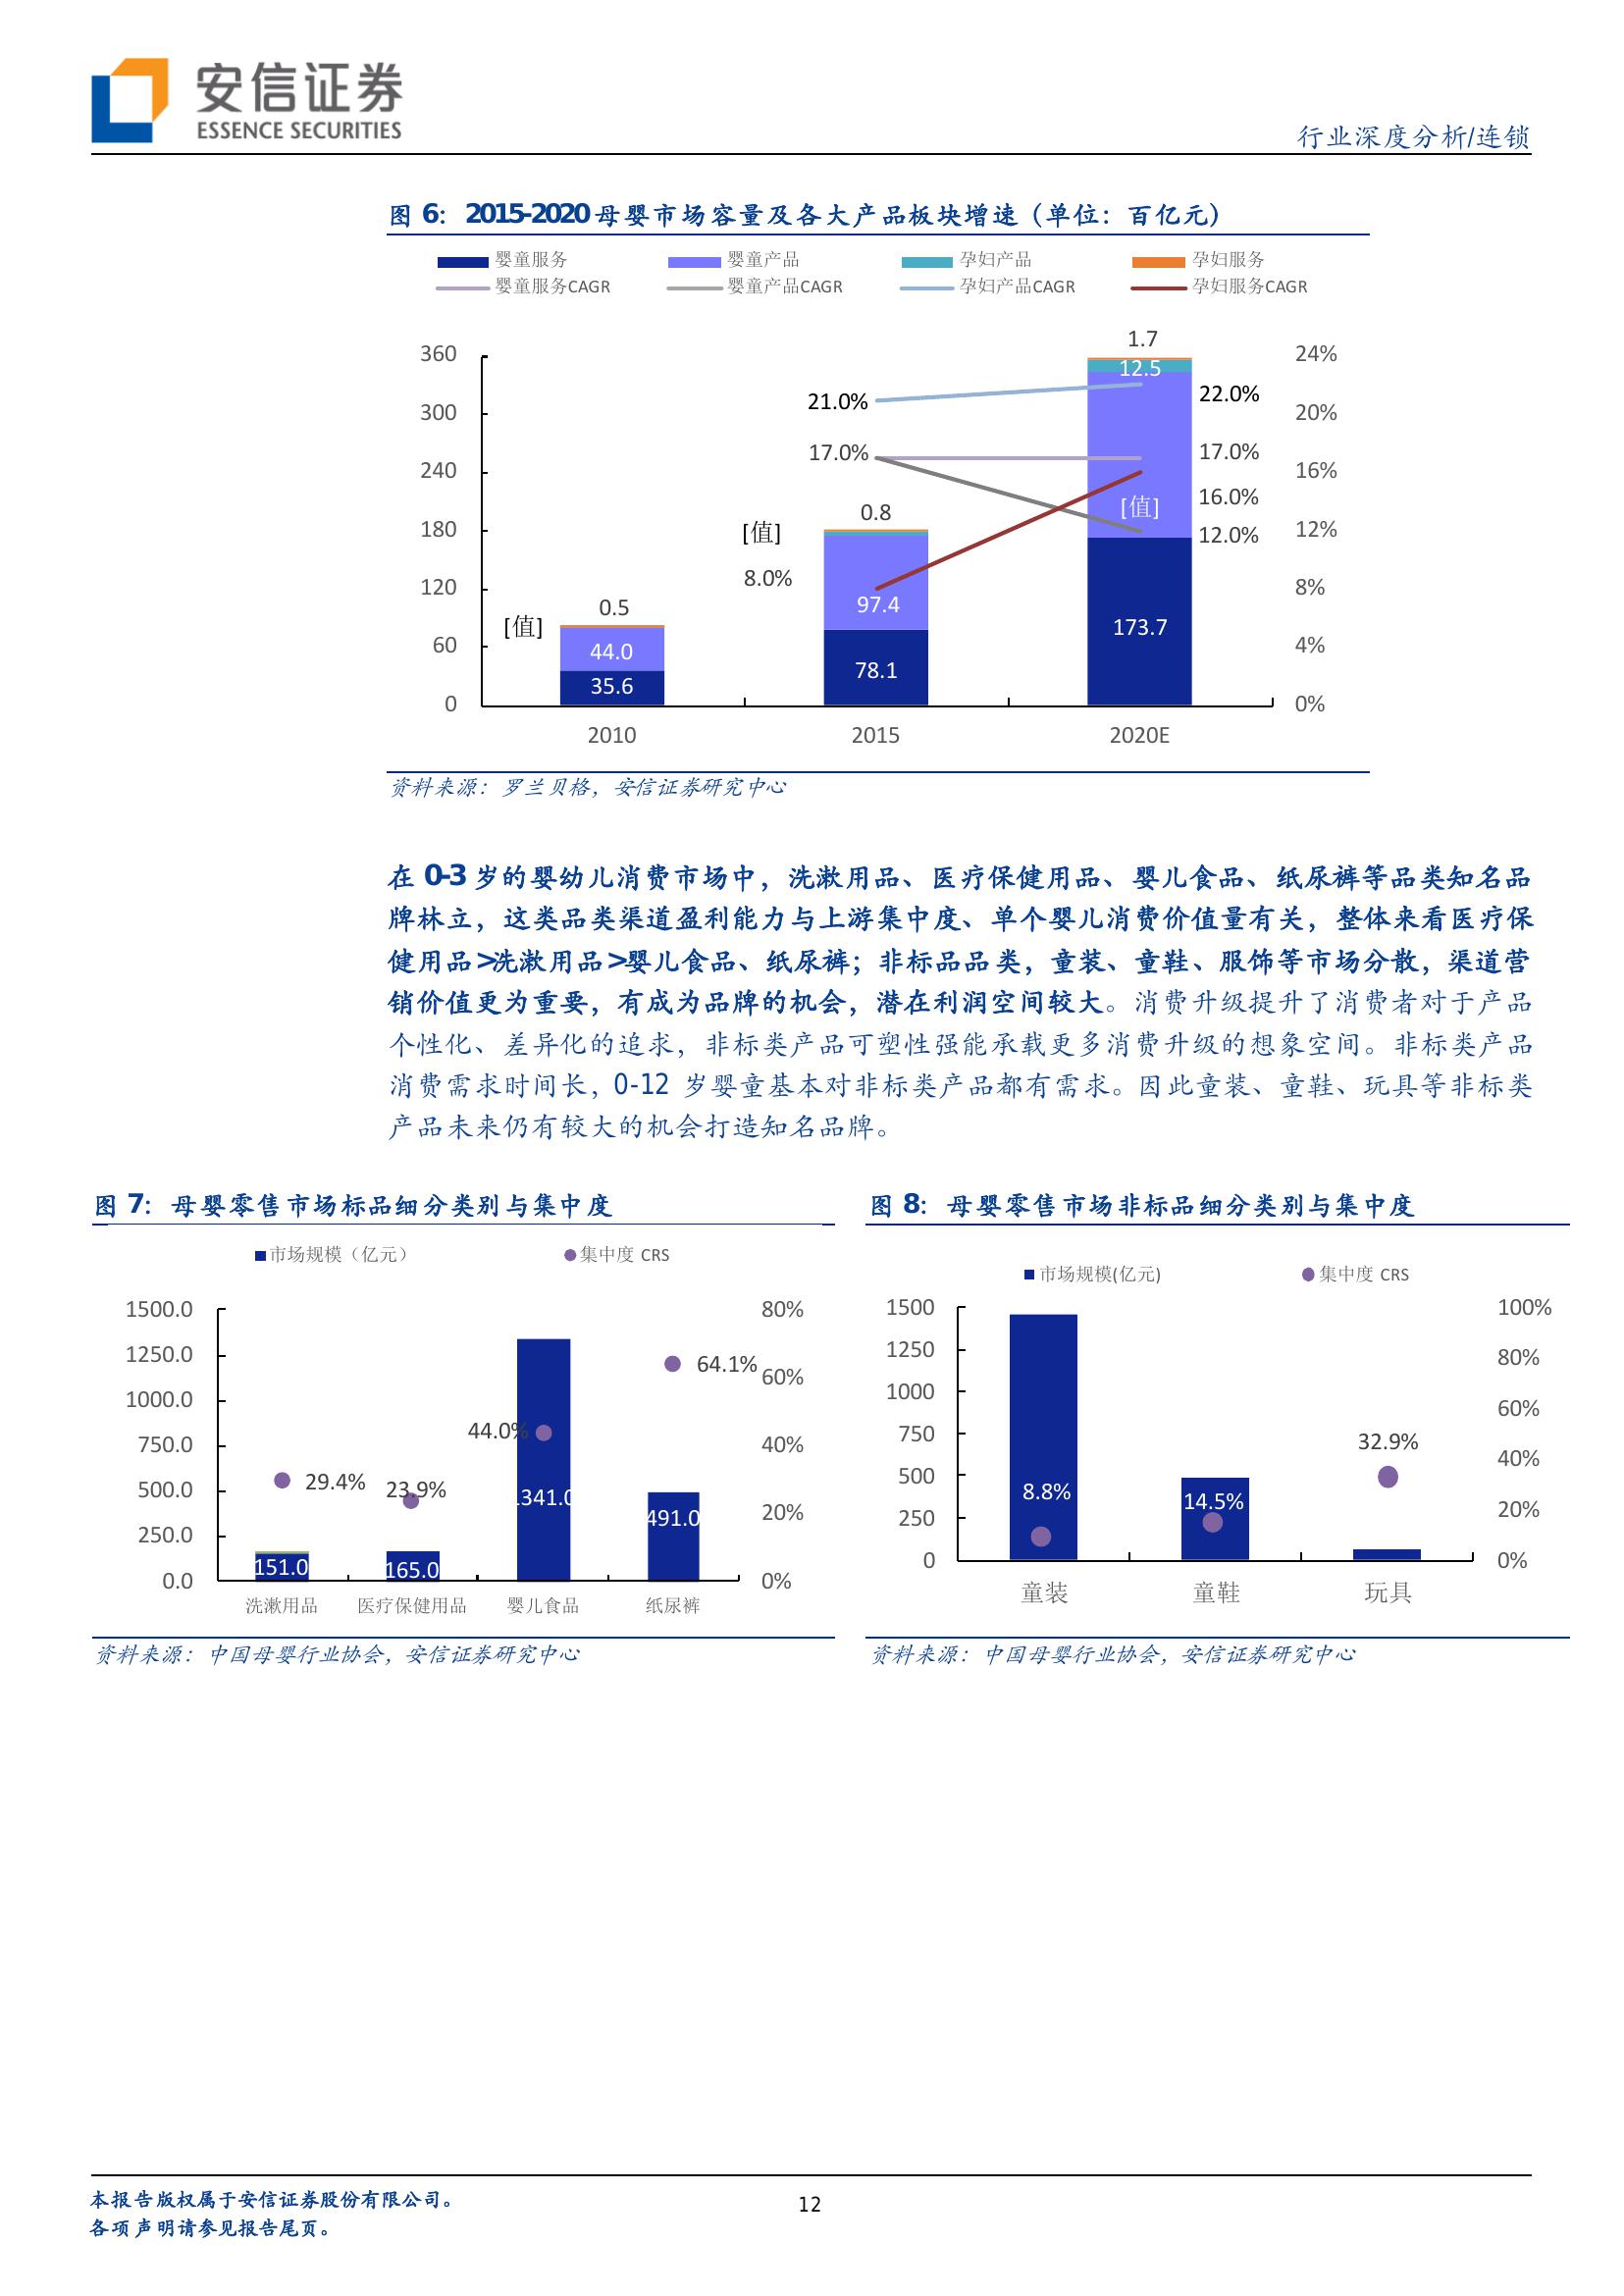 安信证券
ESSENCE SECURITIES
行业深度分析/连锁
图 6：2015-2020 母婴市场容量及各大产品板块增速（单位：百亿元）
婴童服务 婴童产品 孕妇产品 孕妇服务
婴童服务CAGR 婴童产品CAGR 孕妇产品CAGR 孕妇服务CAGR
1.7
360 12.5 24%
21.0% 22.0%
300 20%
17.0% 17.0%
240 16%
[值] 16.0%
0.8
180 [值] 12.0% 12%
8.0%
120 97.4 8%
0.5
[值] 173.7
60 44.0 4%
78.1
35.6
0 0%
2010 2015 2020E
资料来源：罗兰贝格，安信证券研究中心
在 0-3 岁的婴幼儿消费市场中，洗漱用品、医疗保健用品、婴儿食品、纸尿裤等品类知名品
牌林立，这类品类渠道盈利能力与上游集中度、单个婴儿消费价值量有关，整体来看医疗保
健用品>洗漱用品>婴儿食品、纸尿裤；非标品品类，童装、童鞋、服饰等市场分散，渠道营
销价值更为重要，有成为品牌的机会，潜在利润空间较大。消费升级提升了消费者对于产品
个性化、差异化的追求，非标类产品可塑性强能承载更多消费升级的想象空间。非标类产品
消费需求时间长，0-12 岁婴童基本对非标类产品都有需求。因此童装、童鞋、玩具等非标类
产品未来仍有较大的机会打造知名品牌。
图 7：母婴零售市场标品细分类别与集中度
市场规模（亿元） 集中度 CRS
1500.0 80%
1250.0 64.1% 60%
1000.0
44.0%
750.0 40%
29.4% 23.9%
500.0 1341.0 491.0 20%
250.0
151.0 165.0
0.0 0%
洗漱用品 医疗保健用品 婴儿食品 纸尿裤
资料来源：中国母婴行业协会，安信证券研究中心
图 8：母婴零售市场非标品细分类别与集中度
市场规模(亿元) 集中度 CRS
1500 100%
1250 80%
1000 60%
750 32.9% 40%
500 8.8% 14.5% 20%
250
0 0%
童装 童鞋 玩具
资料来源：中国母婴行业协会，安信证券研究中心
本报告版权属于安信证券股份有限公司。
各项声明请参见报告尾页。
12